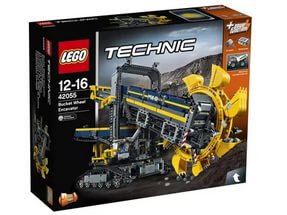 LEGO
TECHNIC
12-16
42055
Bucket Wheel
Excavator